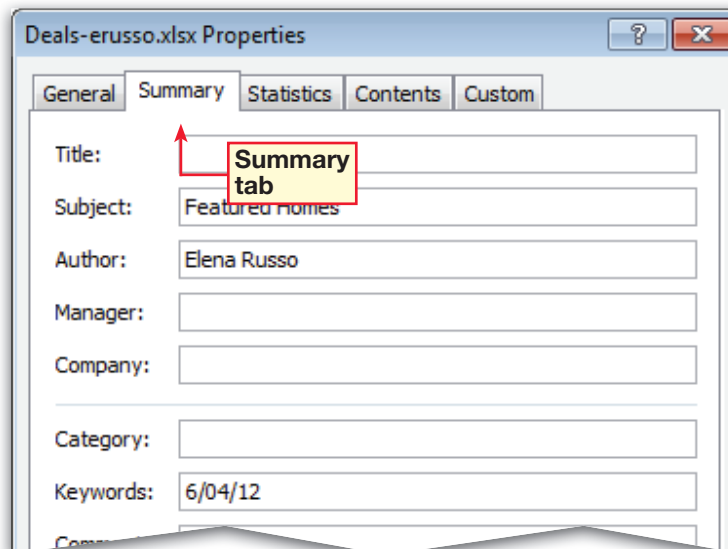 Deals-erusso.xlsx Properties
General Summary Statistics Contents Custom
Title:
Summary
tab
Subject: Featured Homes
Author: Elena Russo
Manager:
Company:
Category:
Keywords: 6/04/12